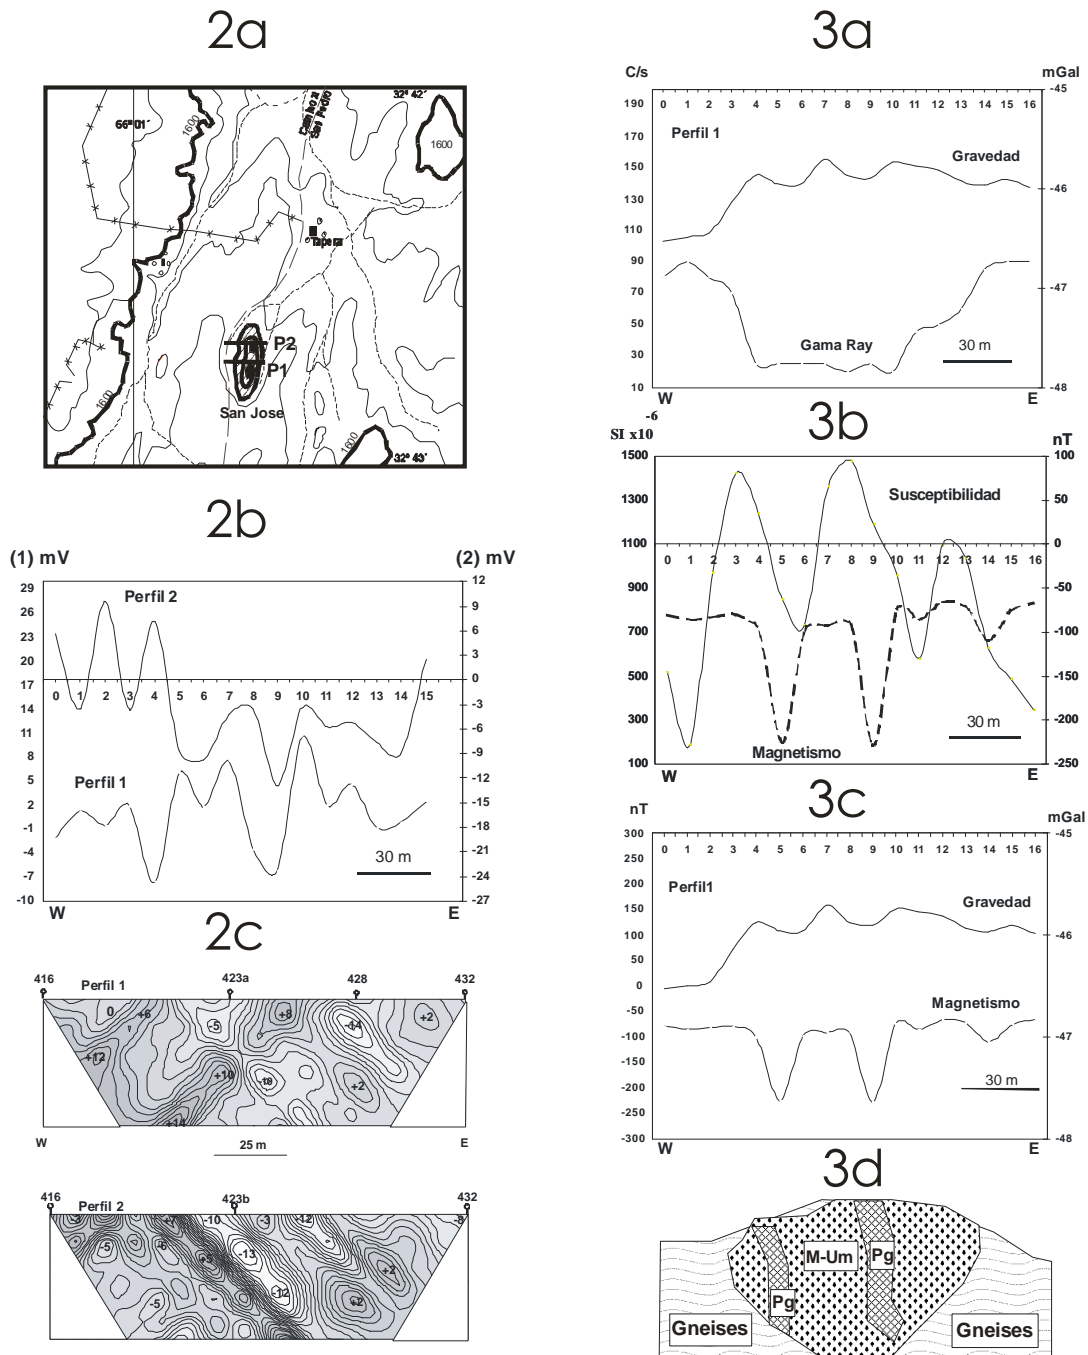 2a
66º 01´
1600
Camino a
San Pedro
32º 42´
1600
Tapera
P2
P1
San Jose
1600
1600
32º 43´
2b
(1) mV
(2) mV
29
26
23
20
17
14
11
8
5
2
-1
-4
-7
-10
12
9
6
3
0
-3
-6
-9
-12
-15
-18
-21
-24
-27
Perfil 2
0 1 2 3 4 5 6 7 8 9 10 11 12 13 14 15
Perfil 1
30 m
W
E
2c
416
Perfil 1
423a
428
432
0
+6
-5
+8
-14
+2
+12
+10
-19
+2
+14
W
25 m
E
416
Perfil 2
423b
432
-3
+7
-10
-3
-12
-8
-5
-6
+5
-13
+2
-5
-12
+2
3a
C/s
mGal
190
170
150
130
110
90
70
50
30
10
-45
-46
-47
-48
0 1 2 3 4 5 6 7 8 9 10 11 12 13 14 15 16
Perfil 1
Gravedad
Gama Ray
30 m
W
E
3b
-6
SI x10
nT
1500
1300
1100
900
700
500
300
100
100
50
0
-50
-100
-150
-200
-250
Susceptibilidad
0 1 2 3 4 5 6 7 8 9 10 11 12 13 14 15 16
30 m
Magnetismo
W
E
3c
nT
mGal
300
250
200
150
100
50
0
-50
-100
-150
-200
-250
-300
-45
-46
-47
-48
0 1 2 3 4 5 6 7 8 9 10 11 12 13 14 15 16
Perfil1
Gravedad
Magnetismo
30 m
W
E
3d
M-Um
Pg
Pg
Gneises
Gneises